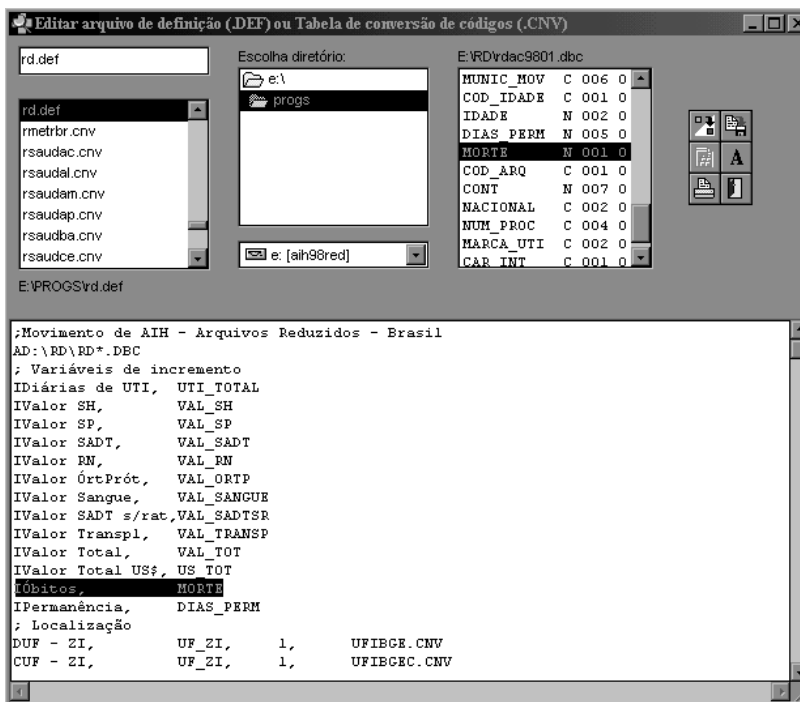 Editar arquivo de definição (.DEF) ou Tabela de conversão de códigos (.CNV)
rd.def
rd.def
rmetrbr.cnv
rsaudac.cnv
rsaudal.cnv
rsaudam.cnv
rsaudap.cnv
rsaudba.cnv
rsaudce.cnv
E:\PROGS\rd.def
Escolha diretório:
e:\
progs
e: [aih98red]
E:\RD\rdac9801.dbc
MUNIC_MOV C 006 0
COD_IDADE C 001 0
IDADE N 002 0
DIAS_PERM N 005 0
MORTE N 001 0
COD_ARQ C 001 0
CONT N 007 0
NACIONAL C 002 0
NUM_PROC C 004 0
MARCA_UTI C 002 0
CAR_INT C 001 0
A
;Movimento de AIH - Arquivos Reduzidos - Brasil
AD:\RD\RD*.DBC
; Variáveis de incremento
IDiárias de UTI, UTI_TOTAL
IValor SH, VAL_SH
IValor SP, VAL_SP
IValor SADT, VAL_SADT
IValor RN, VAL_RN
IValor ÓrtPrót, VAL_ORTP
IValor Sangue, VAL_SANGUE
IValor SADT s/rat,VAL_SADTSR
IValor Transpl, VAL_TRANSP
IValor Total, VAL_TOT
IValor Total US$, US_TOT
IÓbitos, MORTE
IPermanência, DIAS_PERM
; Localização
DUF - ZI, UF_ZI, 1, UFIBGE.CNV
CUF - ZI, UF_ZI, 1, UFIBGEC.CNV